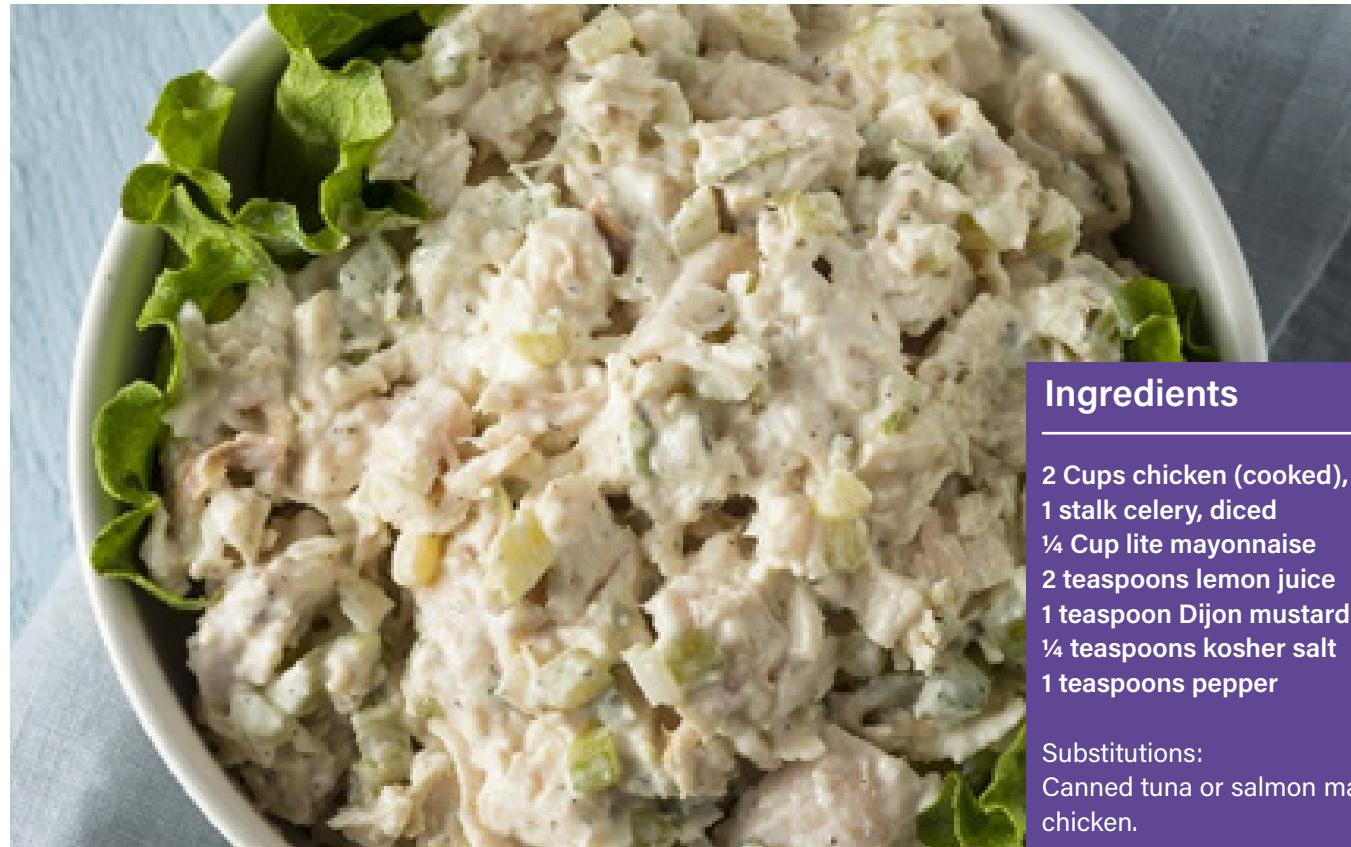 Ingredients
2 Cups chicken (cooked),
1 stalk celery, diced
¼ Cup lite mayonnaise
2 teaspoons lemon juice
1 teaspoon Dijon mustard
¼ teaspoons kosher salt
1 teaspoons pepper
Substitutions:
Canned tuna or salmon
chicken.